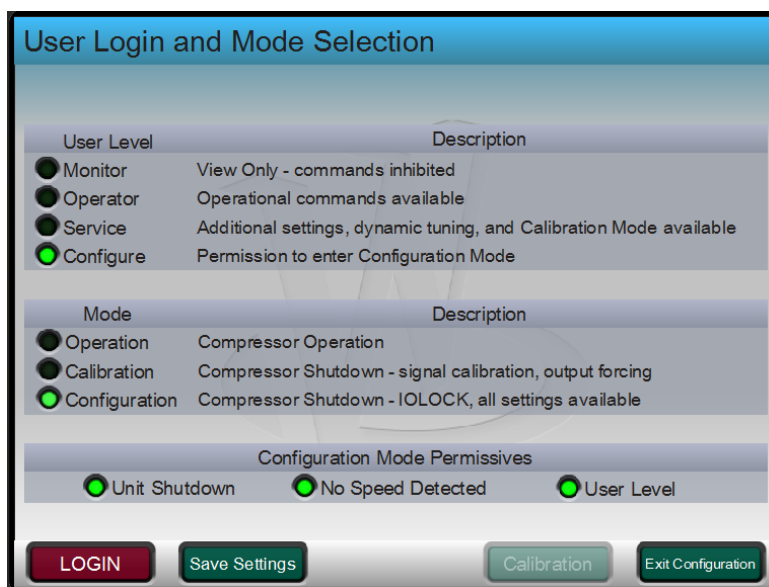 User Login and Mode Selection
User Level Description
Monitor View Only - commands inhibited
Operator Operational commands available
Service Additional settings, dynamic tuning, and Calibration Mode available
Configure Permission to enter Configuration Mode
Mode Description
Operation Compressor Operation
Calibration Compressor Shutdown - signal calibration, output forcing
Configuration Compressor Shutdown - IOLOCK, all settings available
Configuration Mode Permissives
Unit Shutdown No Speed Detected User Level
LOGIN Save Settings Calibration Exit Configuration